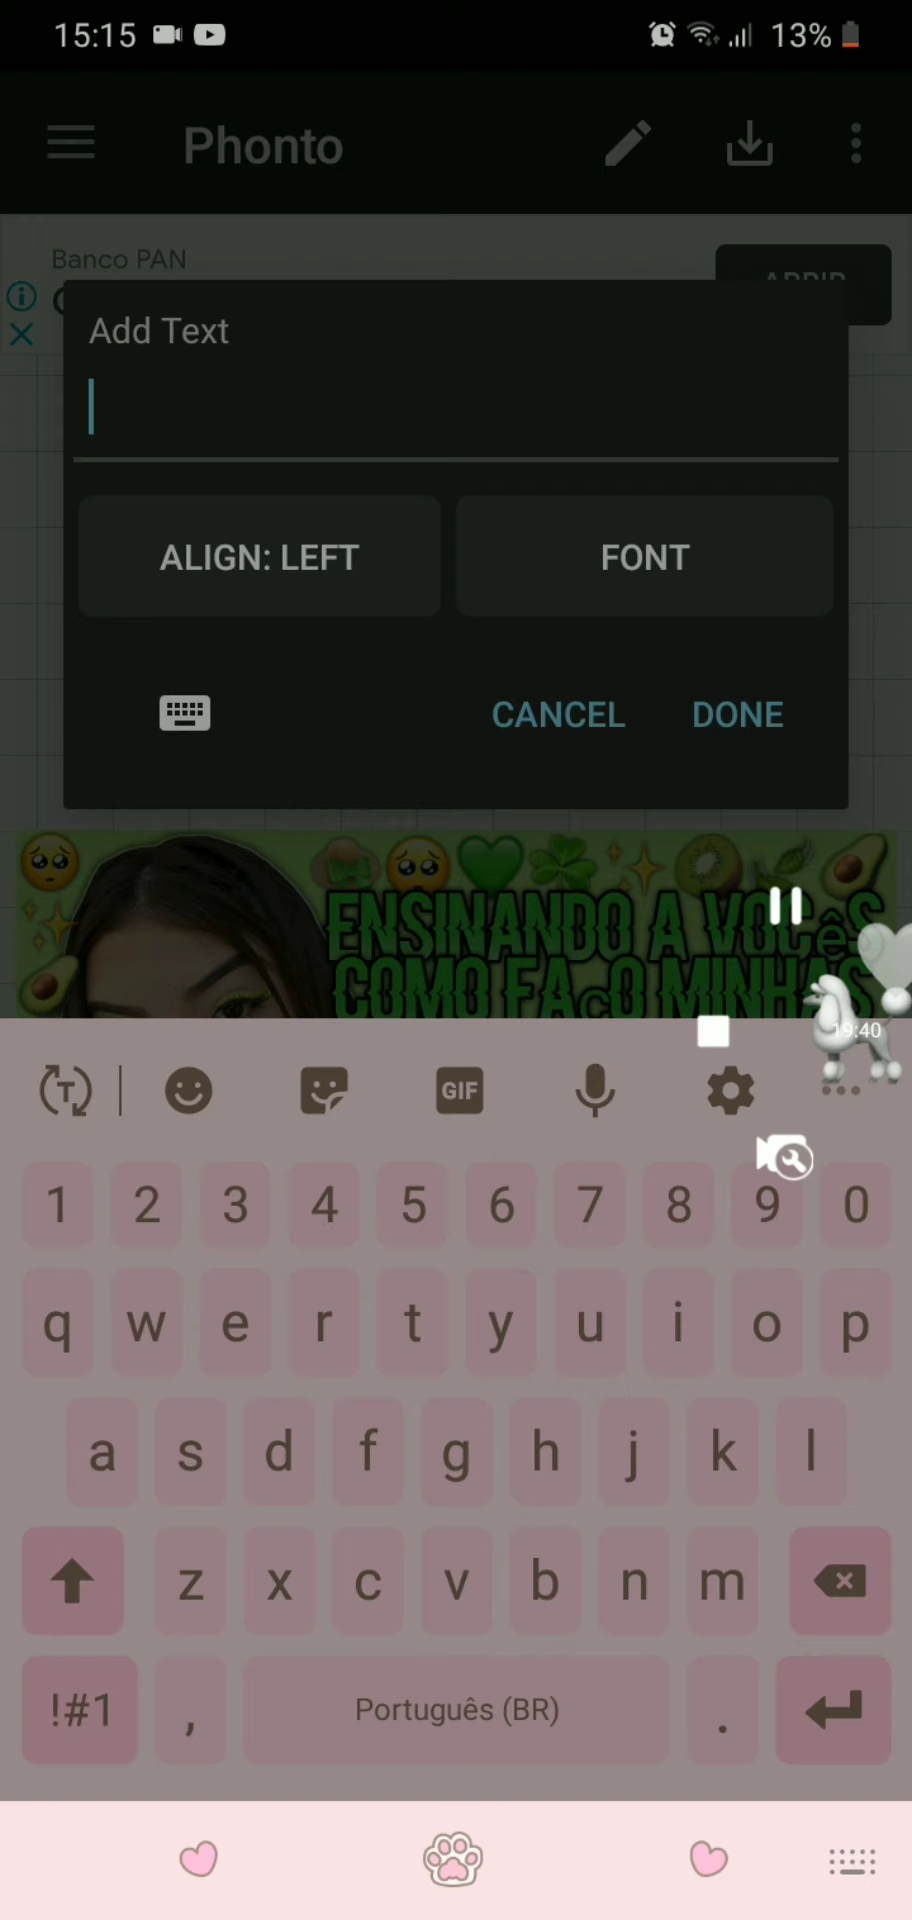 15:15 13%
Phonto
Banco PAN
Add Text
ALIGN: LEFT FONT
CANCEL DONE
ENSINANDO A VOCêS
COMO FAçO MINHAS
19:40
T GIF
1 2 3 4 5 6 7 8 9 0
q w e r t y u i o p
a s d f g h j k l
z x c v b n m
!#1 , Português (BR) .